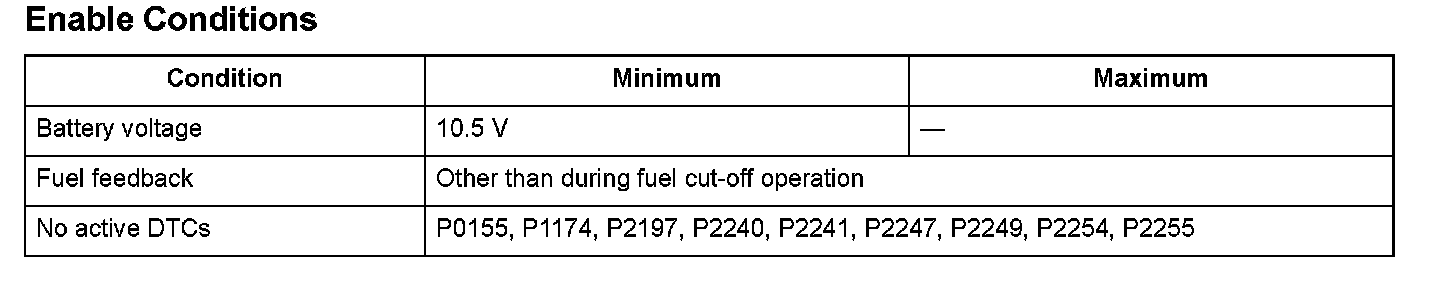 Enable Conditions
Condition Minimum Maximum
Battery voltage 10.5 V —
Fuel feedback Other than during fuel cut-off operation
No active DTCs P0155, P1174, P2197, P2240, P2241, P2247, P2249, P2254, P2255